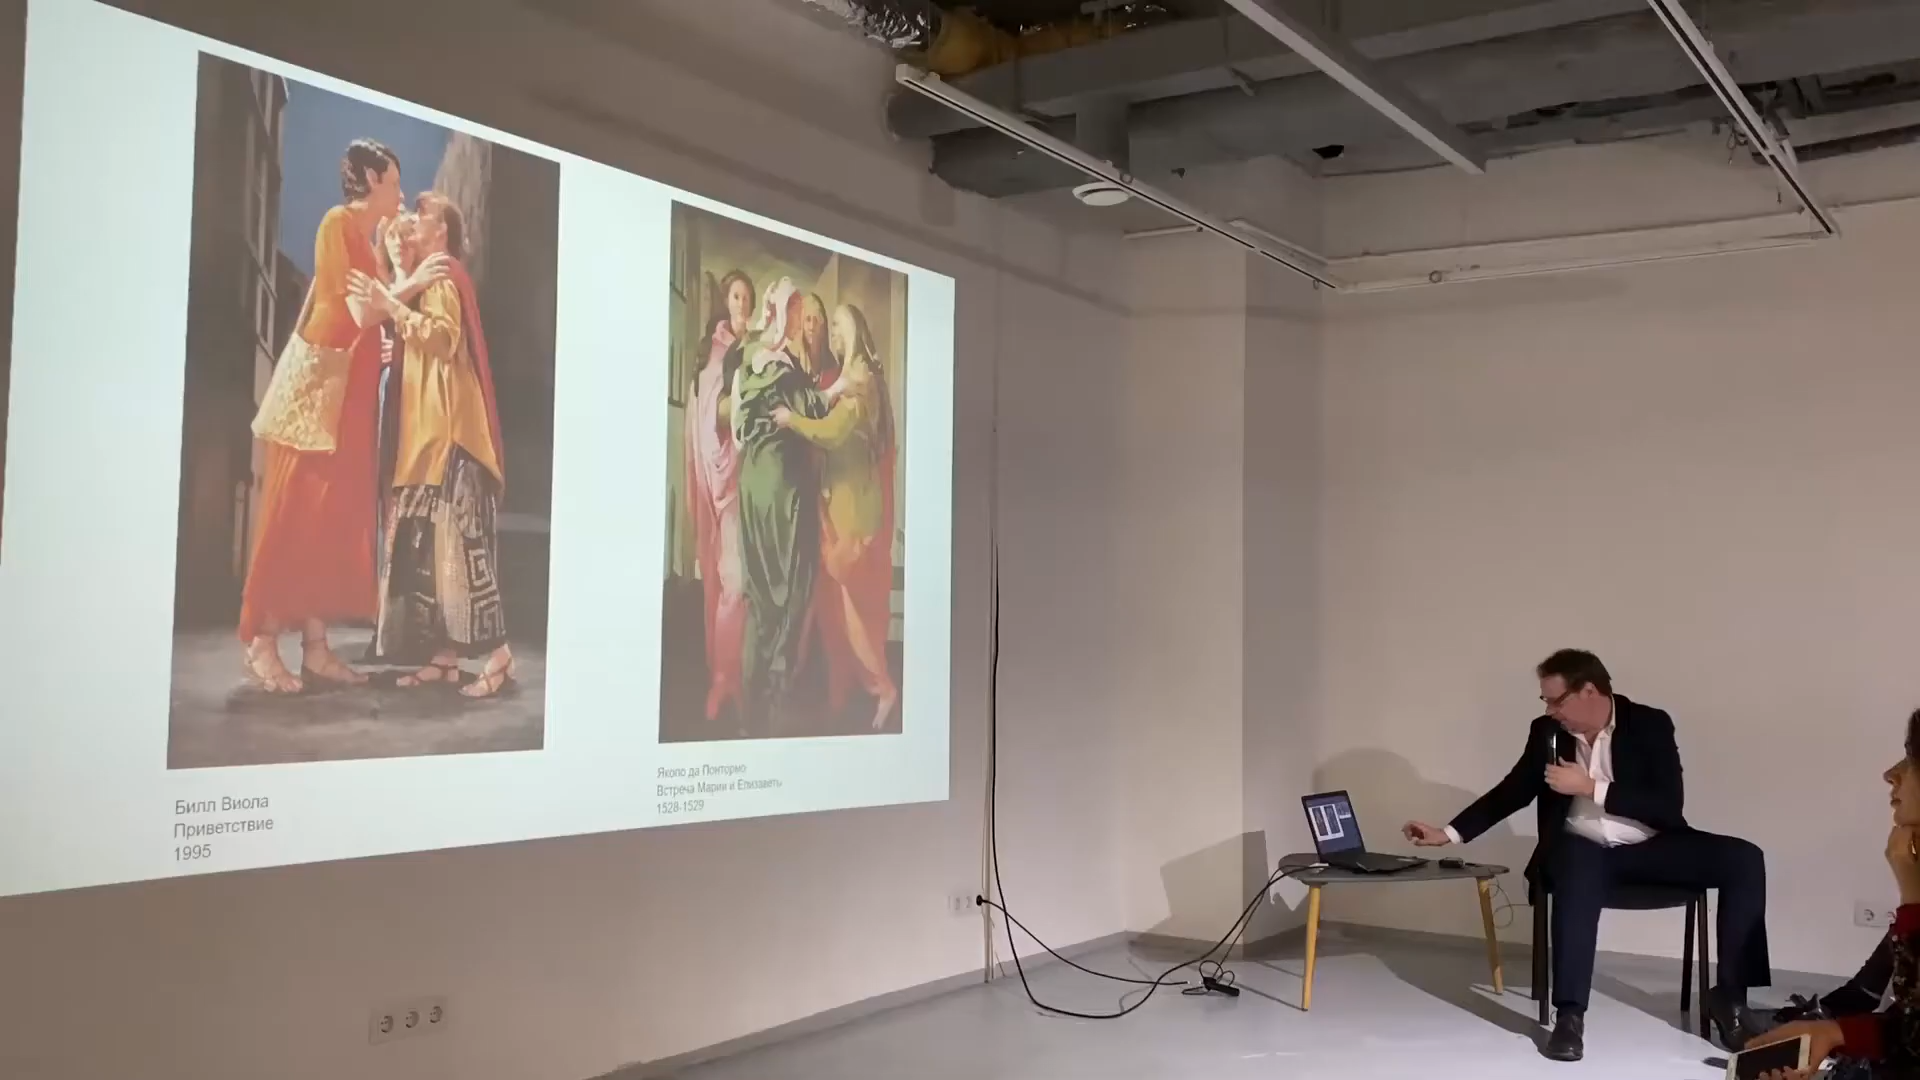 Билл Виола
Приветствие
1995
Якопо да Понтормо
Встреча Марии и Елизаветы
1528-1529